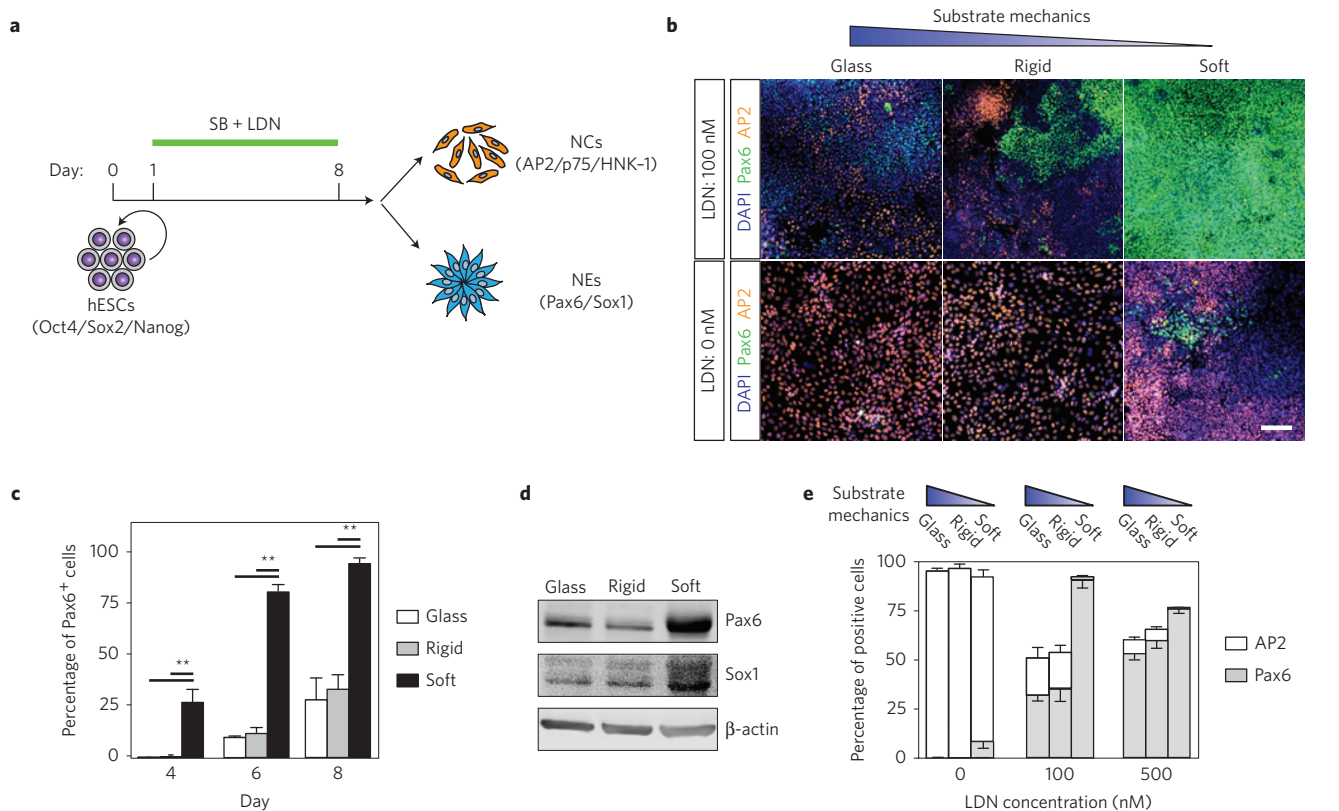 a
SB + LDN
Day:
0
1
8
hESCs
(Oct4/Sox2/Nanog)
NCs
(AP2/p75/HNK–1)
NEs
(Pax6/Sox1)
b
Substrate mechanics
Glass
Rigid
Soft
LDN: 100 nM
DAPI Pax6 AP2
LDN: 0 nM
DAPI Pax6 AP2
c
Percentage of Pax6+ cells
100
75
50
25
0
**
**
**
Glass
Rigid
Soft
4
6
8
Day
d
Glass
Rigid
Soft
Pax6
Sox1
β-actin
e
Substrate
mechanics
Glass
Rigid
Soft
Glass
Rigid
Soft
Glass
Rigid
Soft
Percentage of positive cells
100
75
50
25
0
AP2
Pax6
0
100
500
LDN concentration (nM)